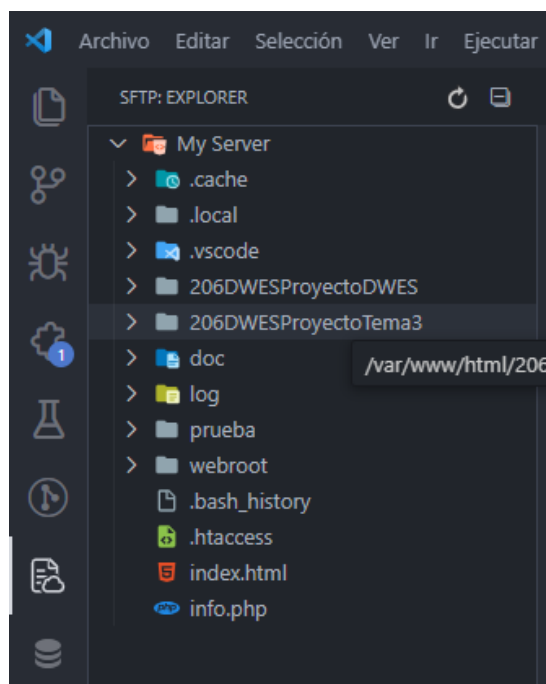 Archivo Editar Selección Ver Ir Ejecutar
SFTP: EXPLORER
My Server
.cache
.local
.vscode
206DWESProyectoDWES
206DWESProyectoTema3
doc
/var/www/html/206
log
prueba
webroot
.bash_history
.htaccess
index.html
php info.php
1